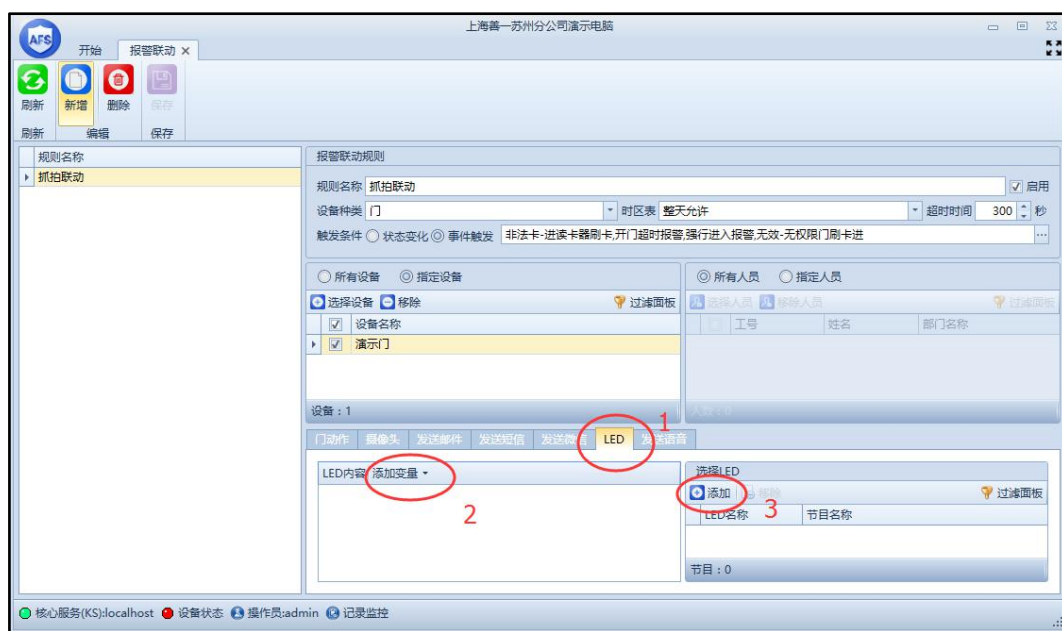 上海善一苏州分公司演示电脑
AFS
开始 报警联动
刷新 新增 删除 保存
刷新 编辑 保存
规则名称
抓拍联动
报警联动规则
规则名称 抓拍联动 启用
设备种类 门 时区表 整天允许 超时时间 300 秒
触发条件 状态变化 事件触发 非法卡-进读卡器刷卡,开门超时报警,强行进入报警,无效-无权限门刷卡进 ...
所有设备 指定设备
选择设备 移除 过滤面板
设备名称
演示门
设备：1
所有人员 指定人员
选择人员 移除人员 过滤面板
工号 姓名 部门名称
人数：0
门动作 摄像头 发送邮件 发送短信 发送微信 LED 发送语音
1
LED内容 添加变量
2
选择LED
添加 移除 过滤面板
3
LED名称 节目名称
节目：0
核心服务(KS):localhost 设备状态 操作员:admin 记录监控